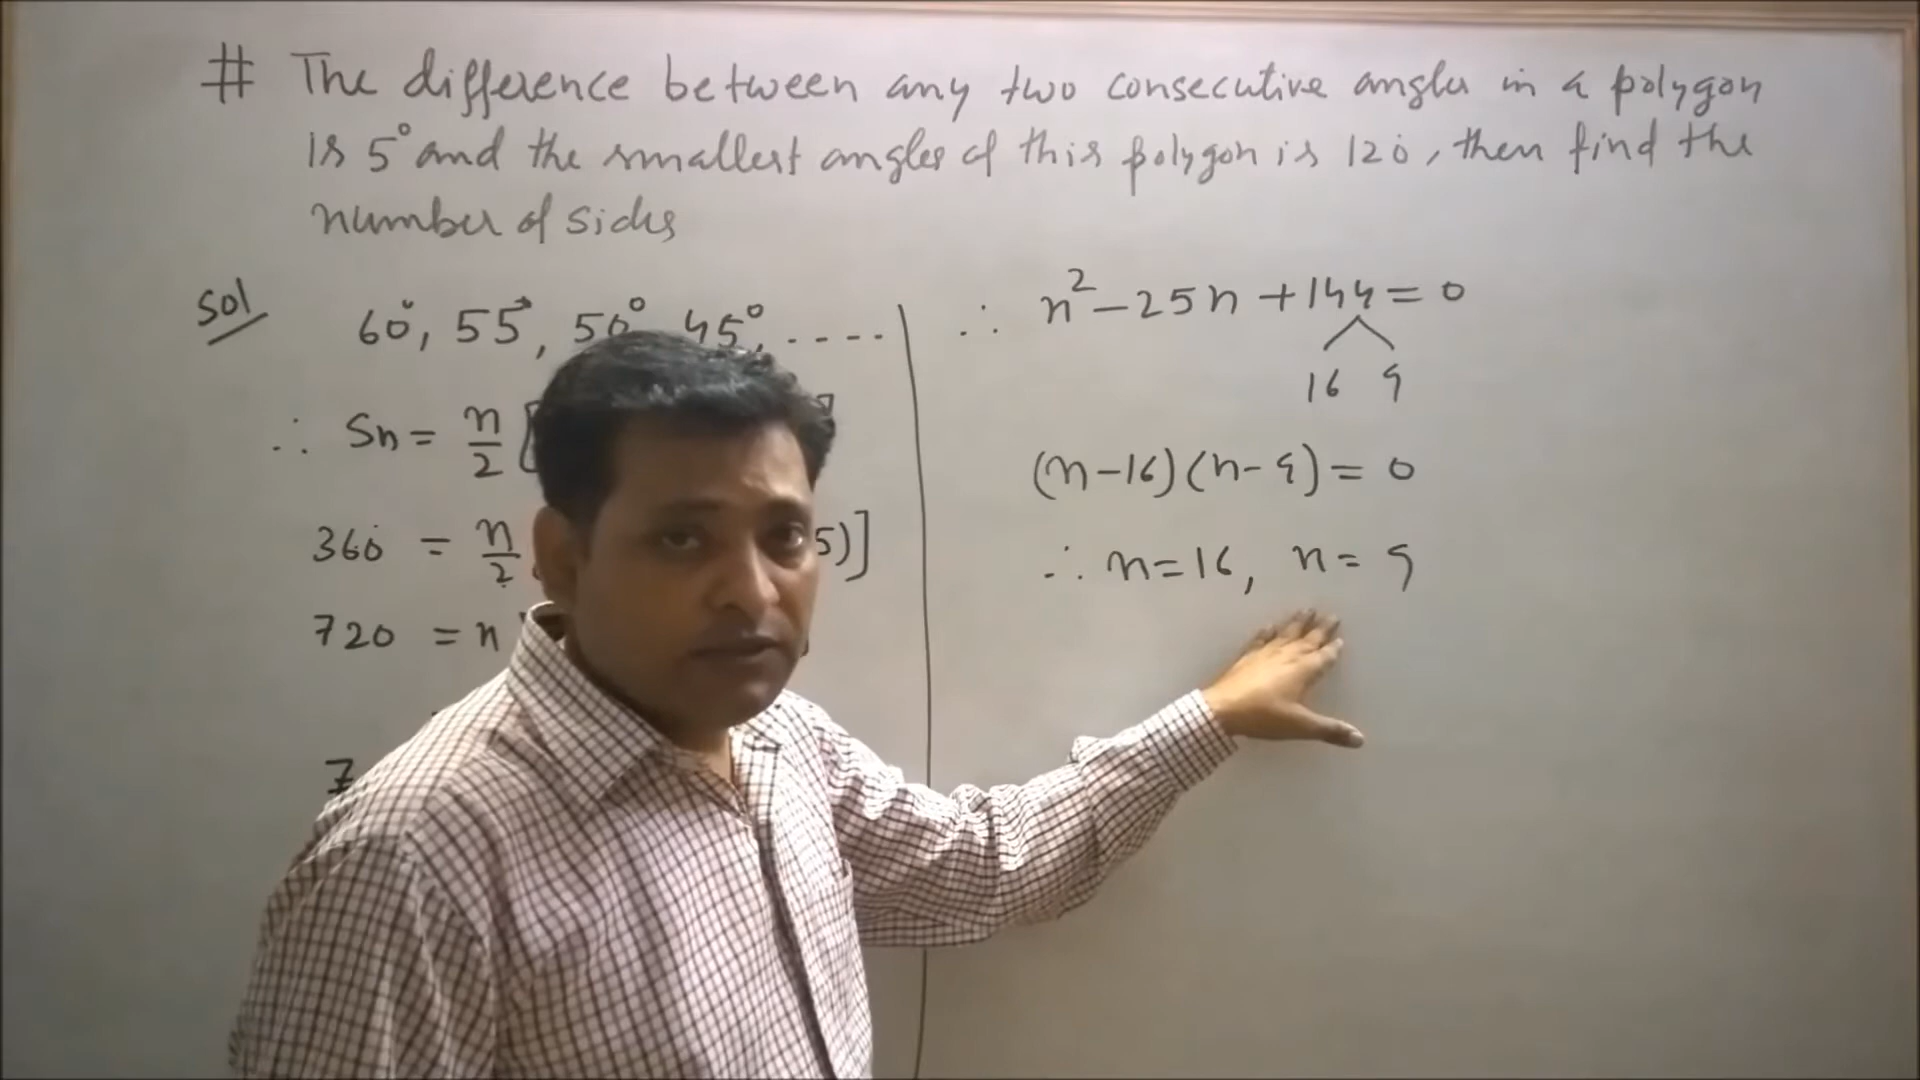 # The difference between any two consecutive angles in a polygon
is 5° and the smallest angles of this polygon is 120°, then find the
number of sides
Sol
60°, 55°, 50°, 45°, ....
∴ Sn = n/2 [
360° = n/2 [ 5)]
720 = n
7
∴ n² - 25n + 144 = 0
16 9
(n-16)(n-9) = 0
∴ n=16, n= 9